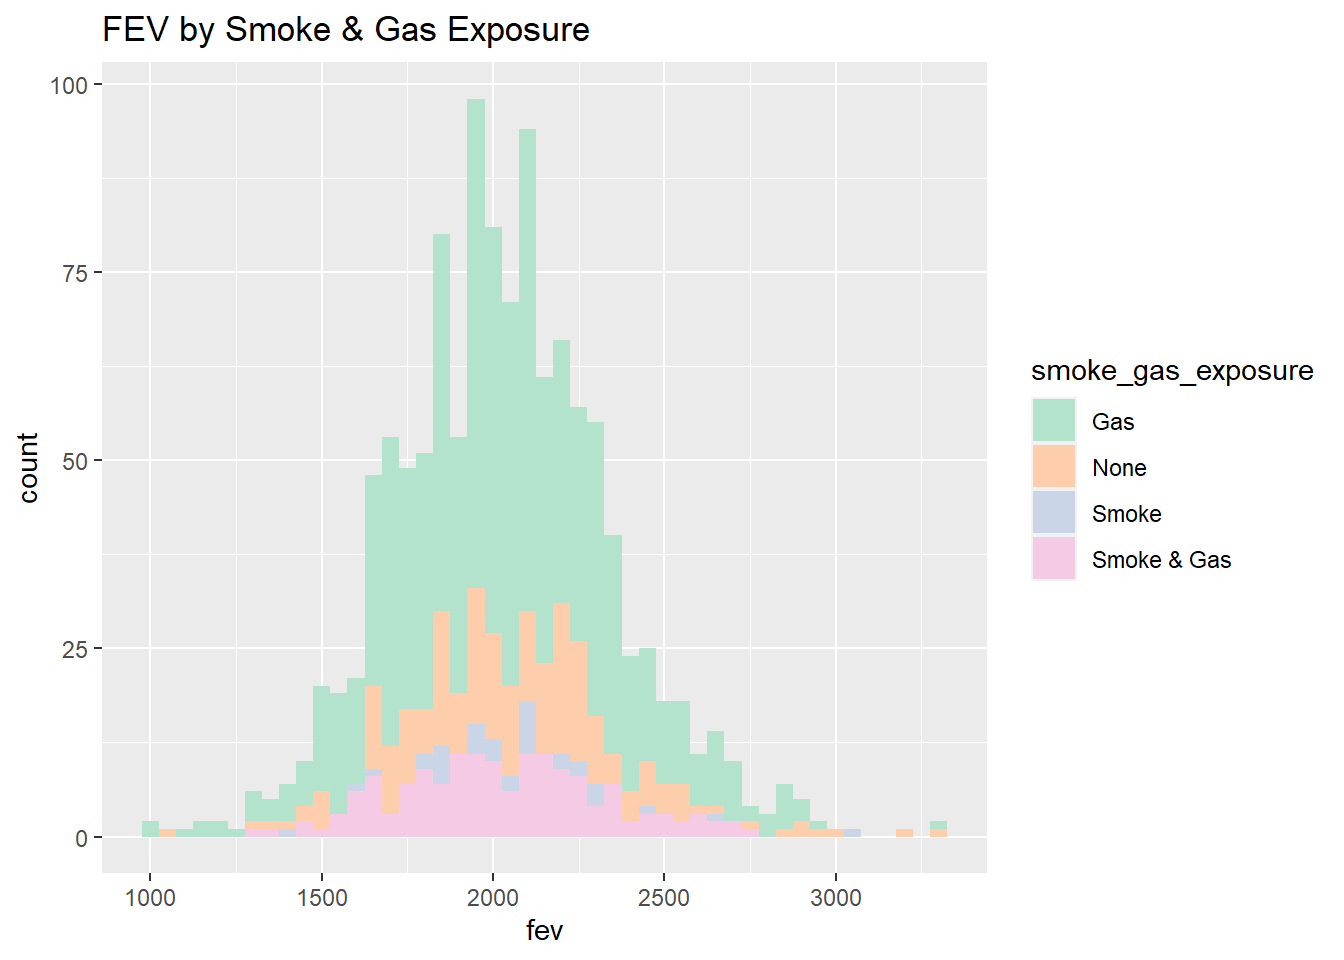 FEV by Smoke & Gas Exposure
100
75
50
25
0
count
1000 1500 2000 2500 3000
fev
smoke_gas_exposure
Gas
None
Smoke
Smoke & Gas